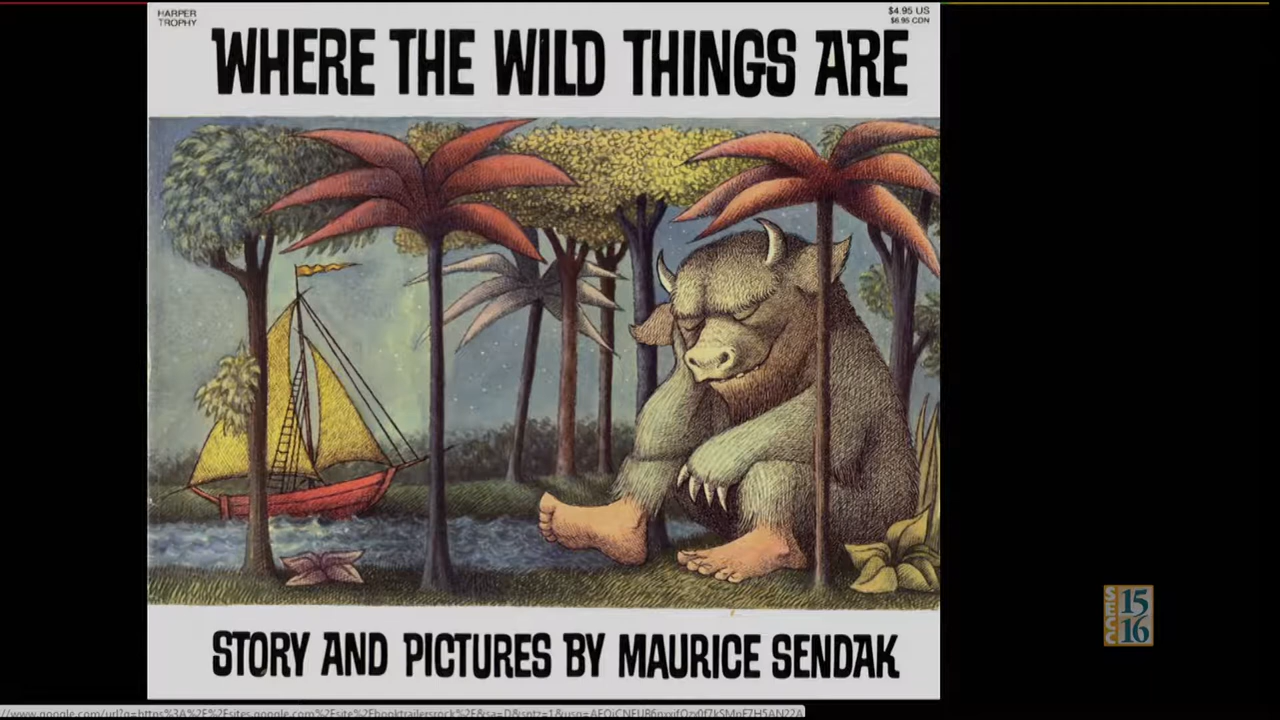 HARPER
TROPHY
$4.95 US
$6.95 CDN
WHERE THE WILD THINGS ARE
STORY AND PICTURES BY MAURICE SENDAK
SECC
15
16